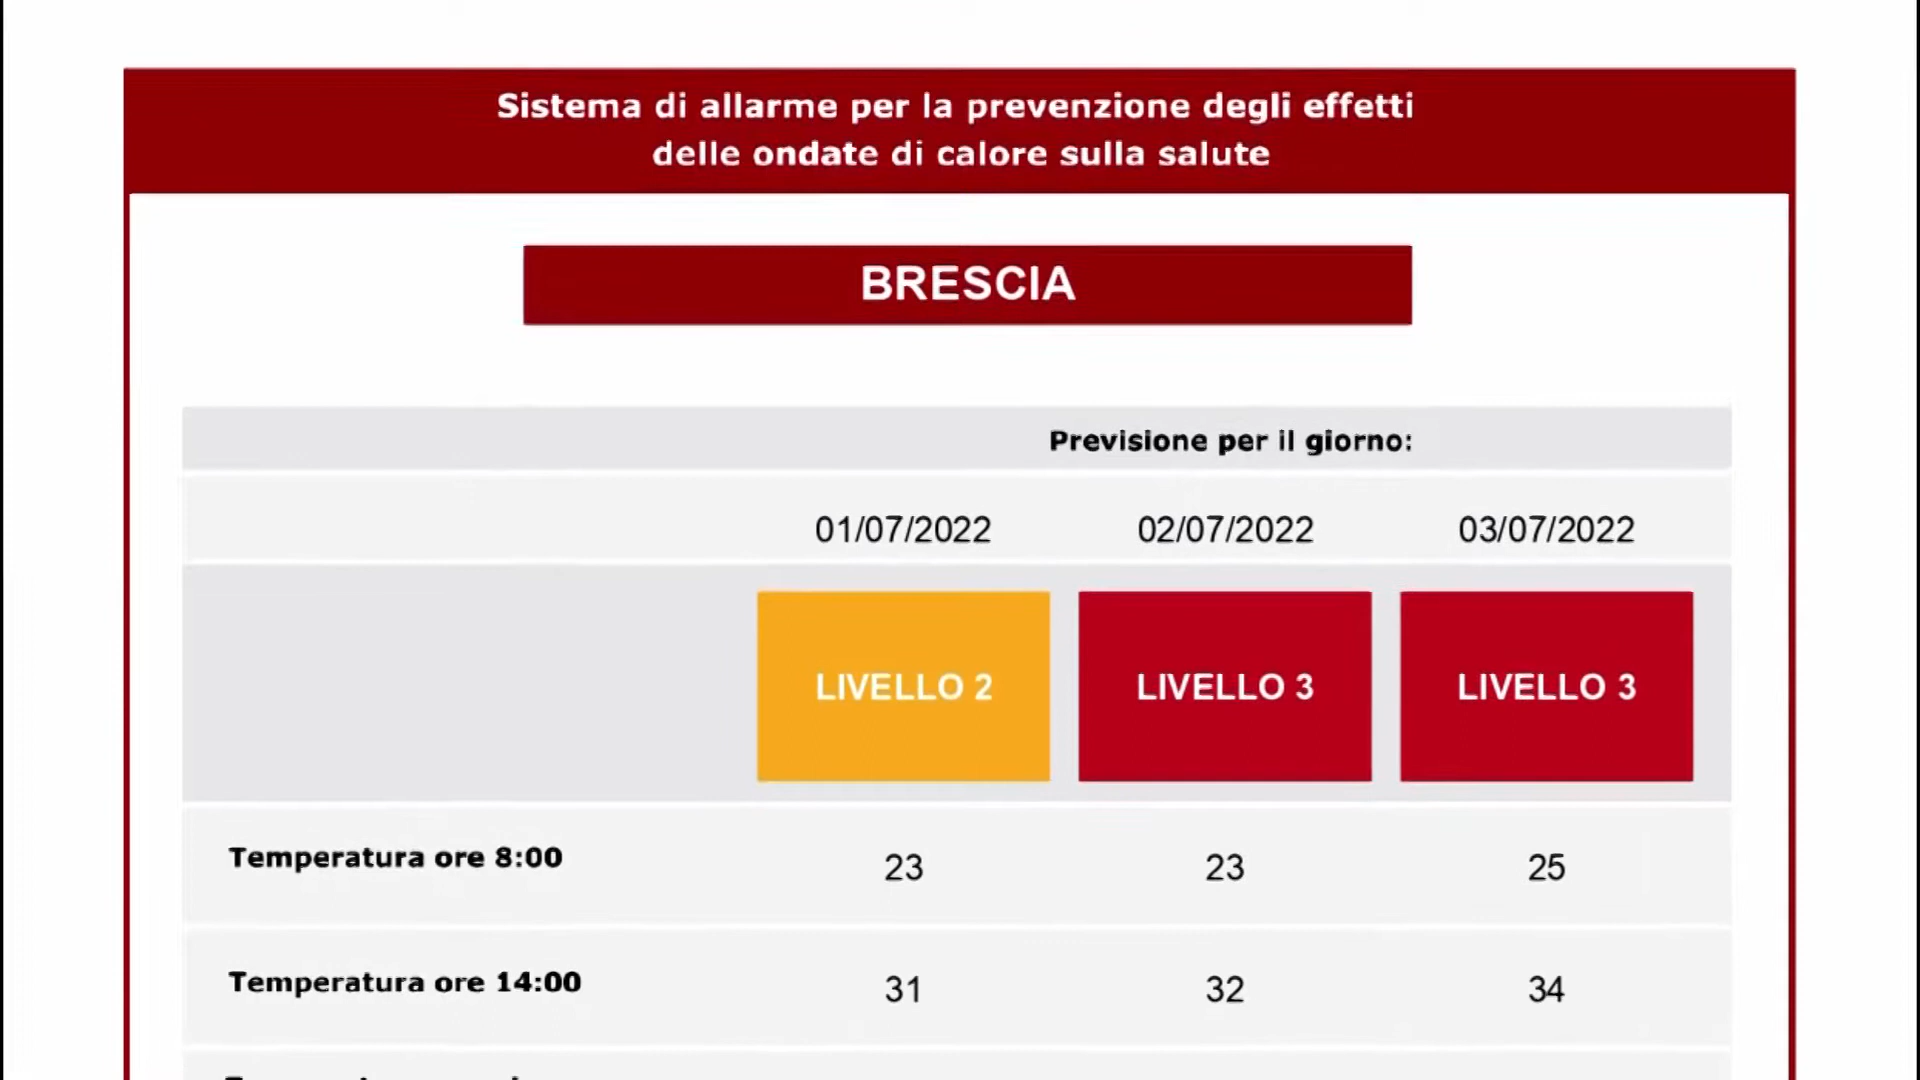 Sistema di allarme per la prevenzione degli effetti
delle ondate di calore sulla salute
BRESCIA
Previsione per il giorno:
01/07/2022 02/07/2022 03/07/2022
LIVELLO 2 LIVELLO 3 LIVELLO 3
Temperatura ore 8:00 23 23 25
Temperatura ore 14:00 31 32 34